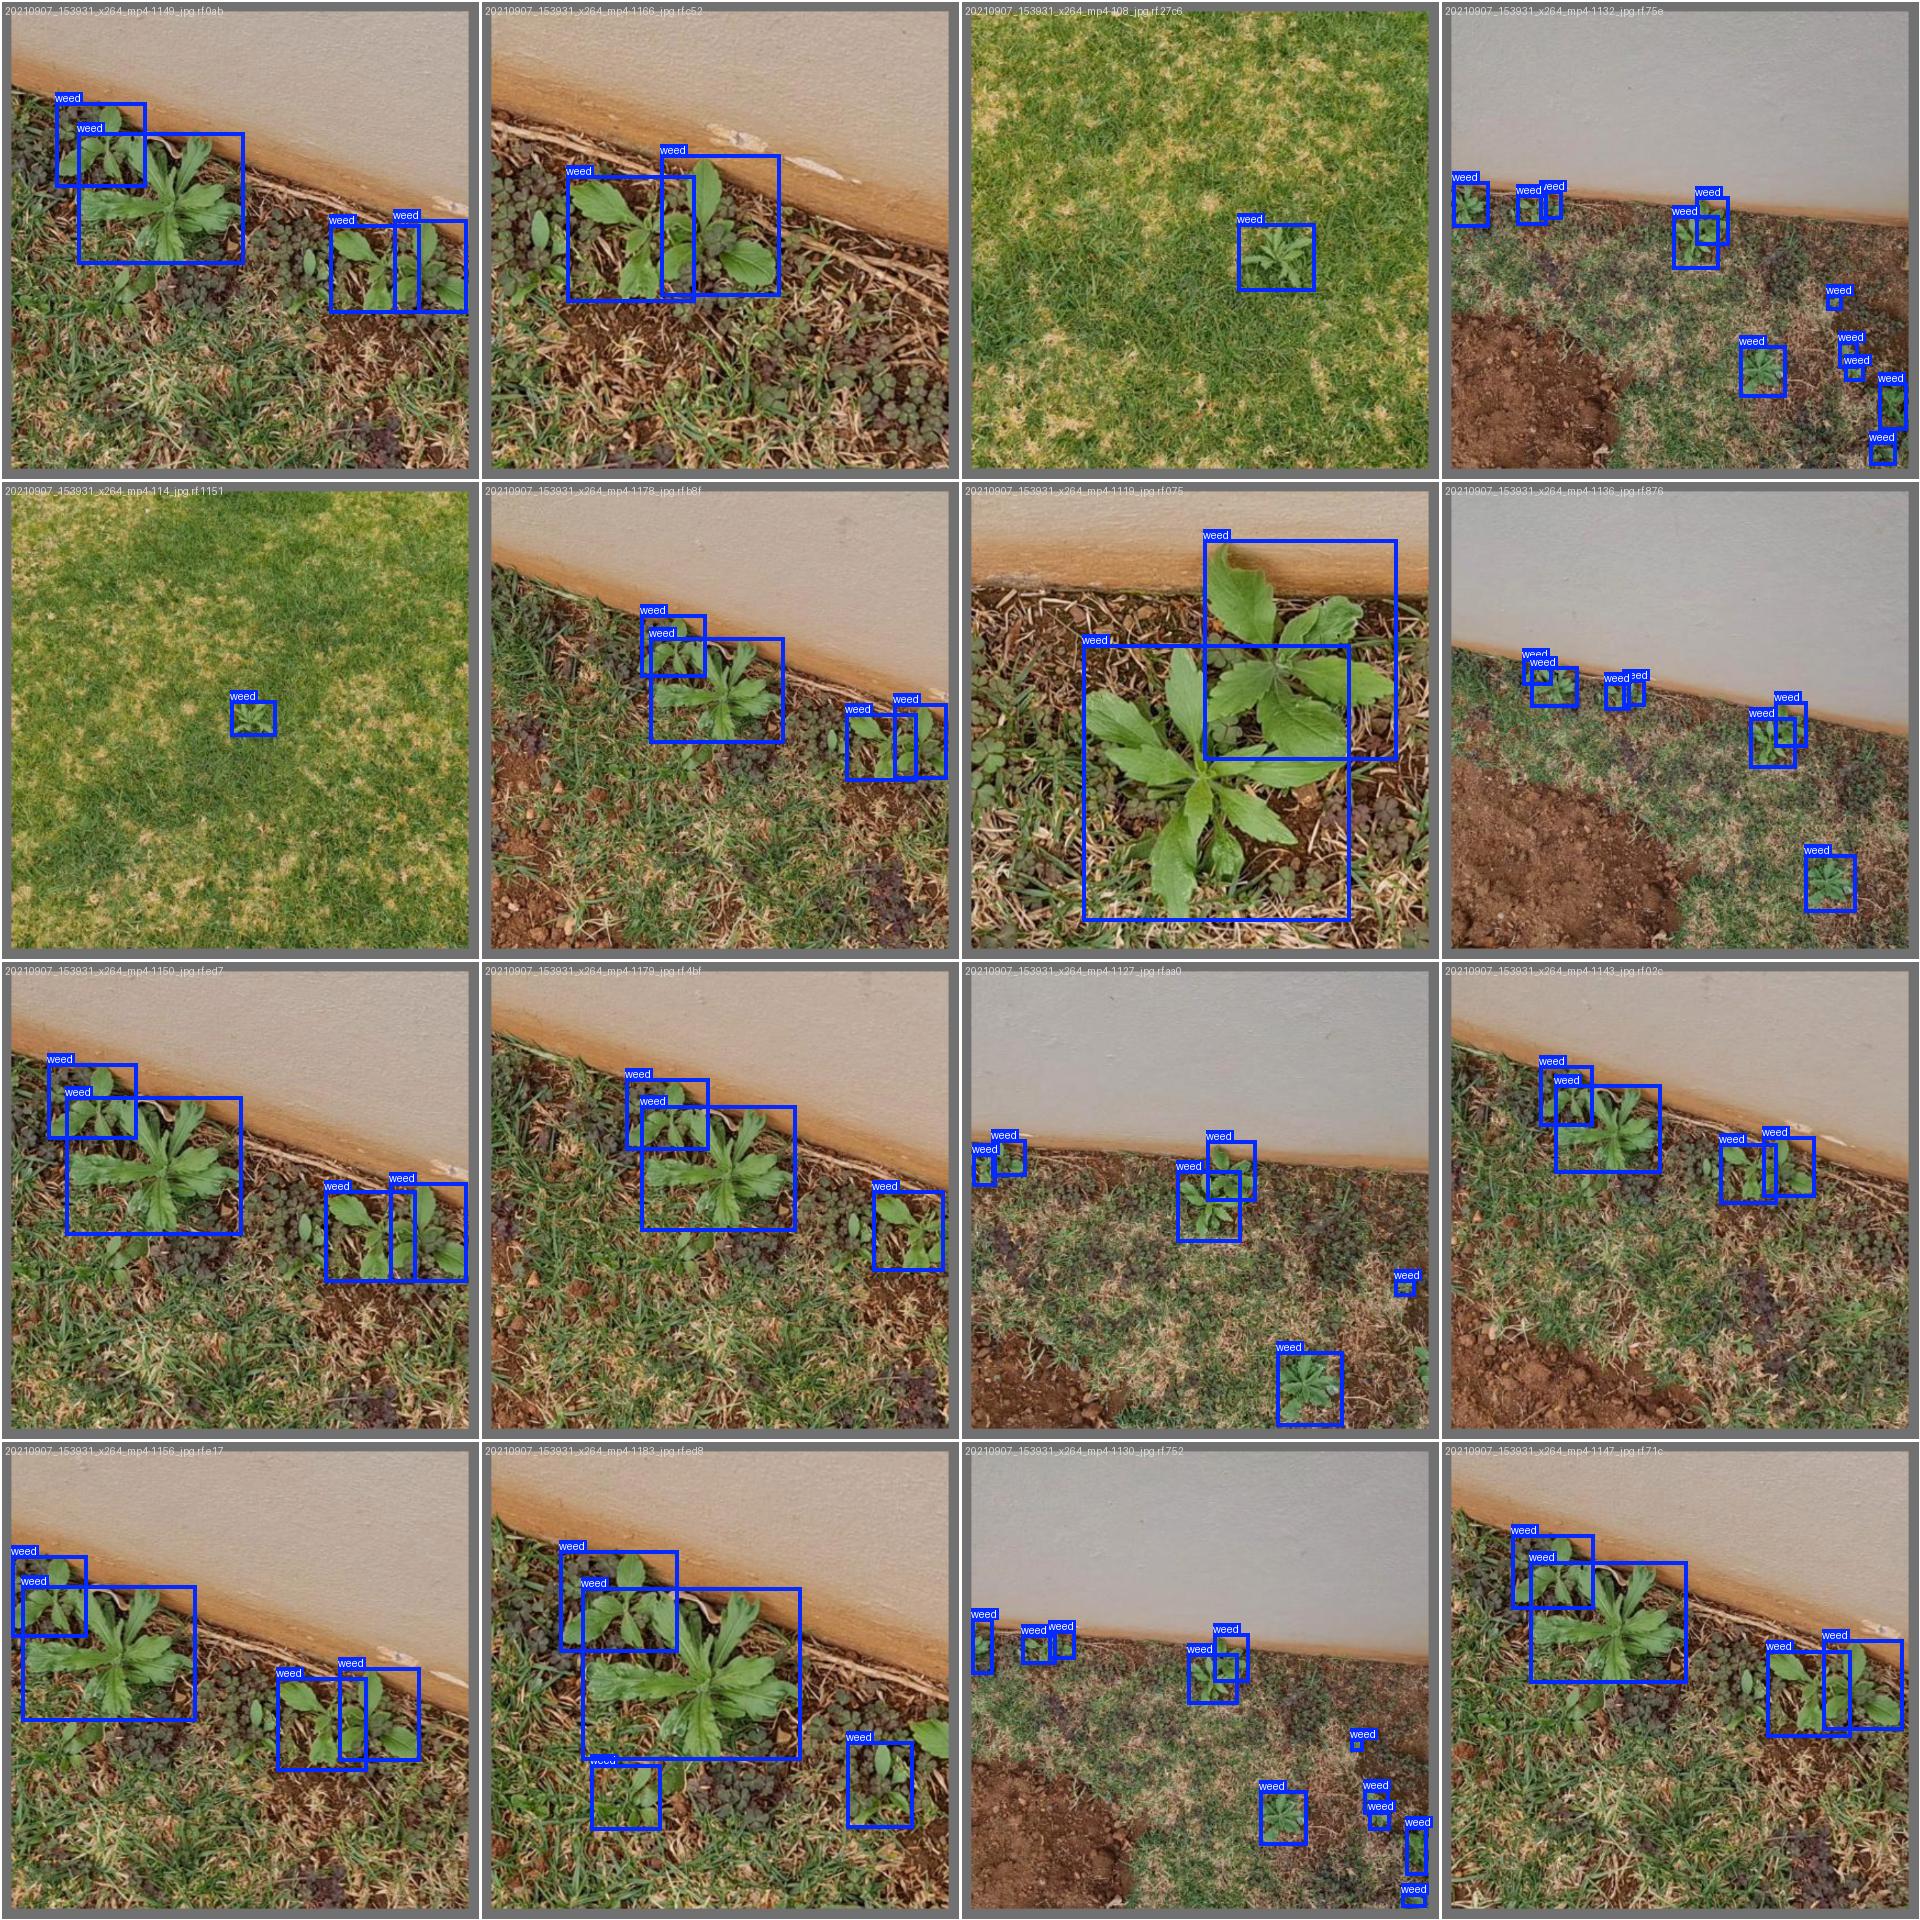 20210907_153931_x264_mp4-1149_jpg.rf.0ab
weed
weed
weed
weed
20210907_153931_x264_mp4-1166_jpg.rf.c52
weed
weed
20210907_153931_x264_mp4-108_jpg.rf.27c6
weed
20210907_153931_x264_mp4-1132_jpg.rf.75e
weed
weed
weed
weed
weed
weed
weed
weed
weed
weed
weed
20210907_153931_x264_mp4-114_jpg.rf.1151
weed
20210907_153931_x264_mp4-1178_jpg.rf.b8f
weed
weed
weed
weed
20210907_153931_x264_mp4-1119_jpg.rf.075
weed
weed
20210907_153931_x264_mp4-1136_jpg.rf.876
weed
weed
weed
weed
weed
weed
weed
20210907_153931_x264_mp4-1150_jpg.rf.ed7
weed
weed
weed
weed
20210907_153931_x264_mp4-1179_jpg.rf.4bf
weed
weed
weed
20210907_153931_x264_mp4-1127_jpg.rf.aa0
weed
weed
weed
weed
weed
weed
20210907_153931_x264_mp4-1143_jpg.rf.02c
weed
weed
weed
weed
20210907_153931_x264_mp4-1156_jpg.rf.e17
weed
weed
weed
weed
20210907_153931_x264_mp4-1183_jpg.rf.ed8
weed
weed
weed
weed
20210907_153931_x264_mp4-1130_jpg.rf.752
weed
weed
weed
weed
weed
weed
weed
weed
weed
weed
weed
20210907_153931_x264_mp4-1147_jpg.rf.71c
weed
weed
weed
weed